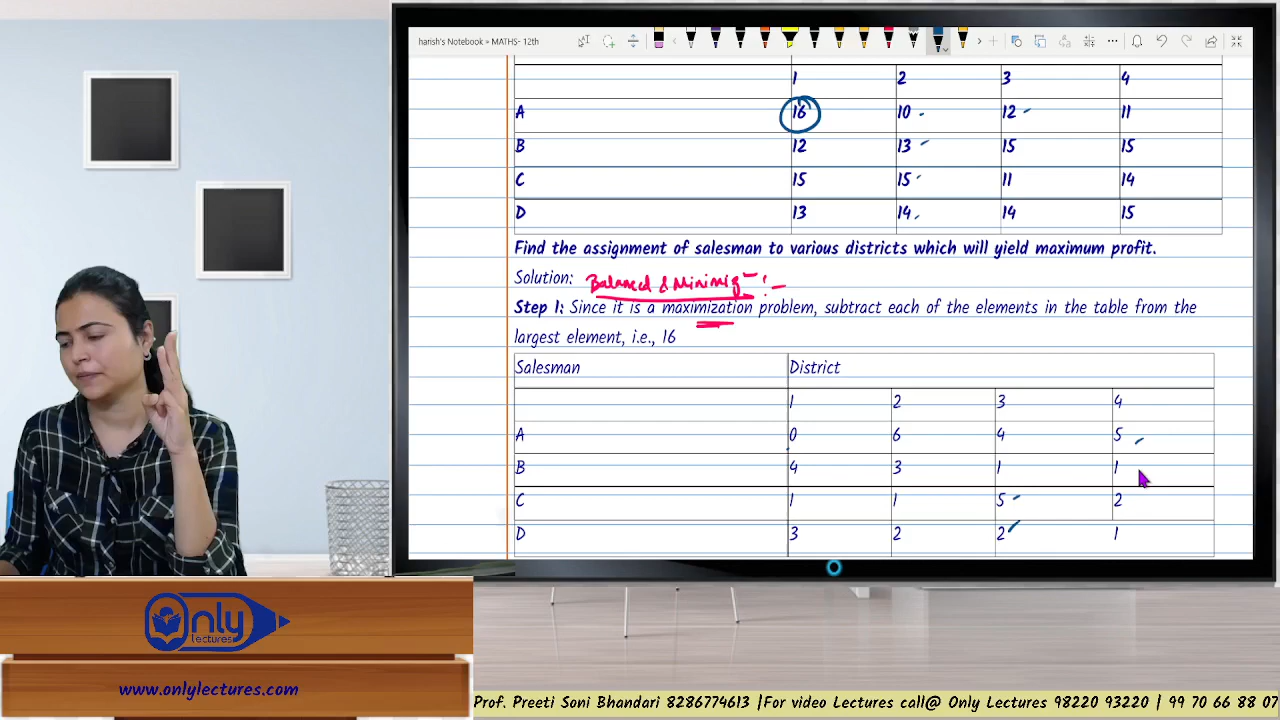 harish's Notebook » MATHS- 12th
1 2 3 4
A 16 10 12 11
B 12 13 15 15
C 15 15 11 14
D 13 14 14 15
Find the assignment of salesman to various districts which will yield maximum profit.
Solution: Balanced & Minimiz
Step 1: Since it is a maximization problem, subtract each of the elements in the table from the
largest element, i.e., 16
Salesman District
1 2 3 4
A 0 6 4 5
B 4 3 1 1
C 1 1 5 2
D 3 2 2 1
Only
lectures
www.onlylectures.com
Prof. Preeti Soni Bhandari 8286774613 |For video Lectures call@ Only Lectures 98220 93220 | 99 70 66 88 07